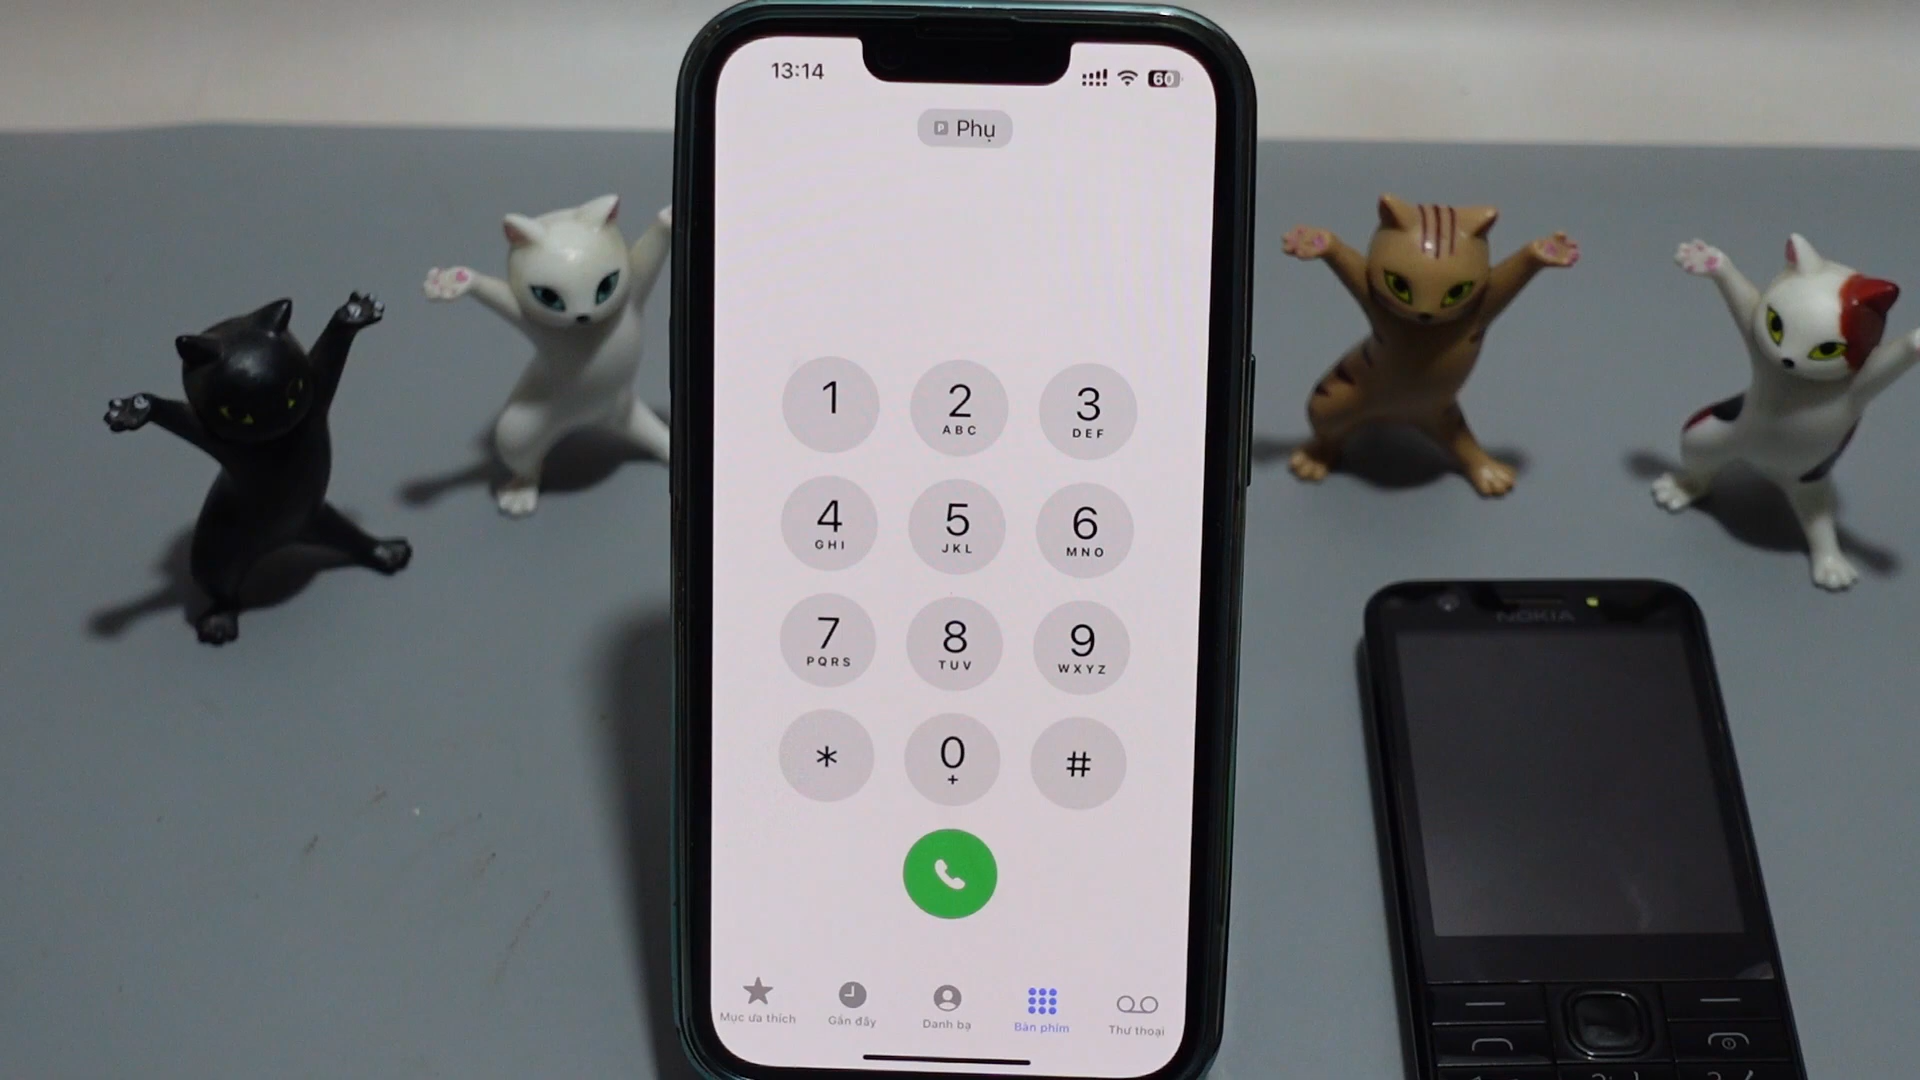 13:14
60
P Phụ
1
2
ABC
3
DEF
4
GHI
5
JKL
6
MNO
7
PQRS
8
TUV
9
WXYZ
*
0
+
#
Mục ưa thích
Gần đây
Danh bạ
Bàn phím
Thư thoại
NOKIA